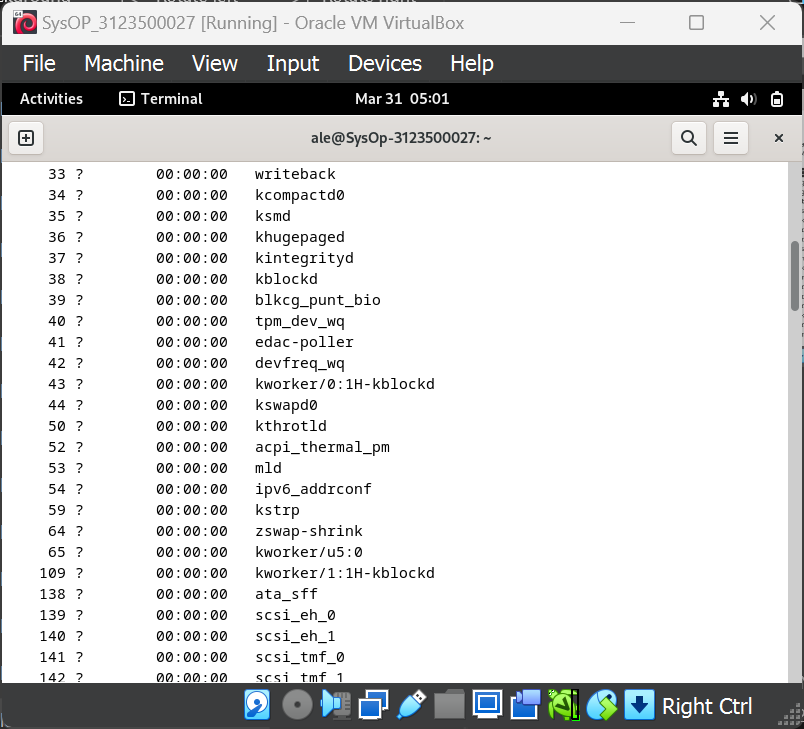 SysOP_3123500027 [Running] - Oracle VM VirtualBox
File Machine View Input Devices Help
Activities Terminal Mar 31 05:01
ale@SysOp-3123500027: ~
33 ? 00:00:00 writeback
34 ? 00:00:00 kcompactd0
35 ? 00:00:00 ksmd
36 ? 00:00:00 khugepaged
37 ? 00:00:00 kintegrityd
38 ? 00:00:00 kblockd
39 ? 00:00:00 blkcg_punt_bio
40 ? 00:00:00 tpm_dev_wq
41 ? 00:00:00 edac-poller
42 ? 00:00:00 devfreq_wq
43 ? 00:00:00 kworker/0:1H-kblockd
44 ? 00:00:00 kswapd0
50 ? 00:00:00 kthrotld
52 ? 00:00:00 acpi_thermal_pm
53 ? 00:00:00 mld
54 ? 00:00:00 ipv6_addrconf
59 ? 00:00:00 kstrp
64 ? 00:00:00 zswap-shrink
65 ? 00:00:00 kworker/u5:0
109 ? 00:00:00 kworker/1:1H-kblockd
138 ? 00:00:00 ata_sff
139 ? 00:00:00 scsi_eh_0
140 ? 00:00:00 scsi_eh_1
141 ? 00:00:00 scsi_tmf_0
142 ? 00:00:00 scsi_tmf_1
Right Ctrl